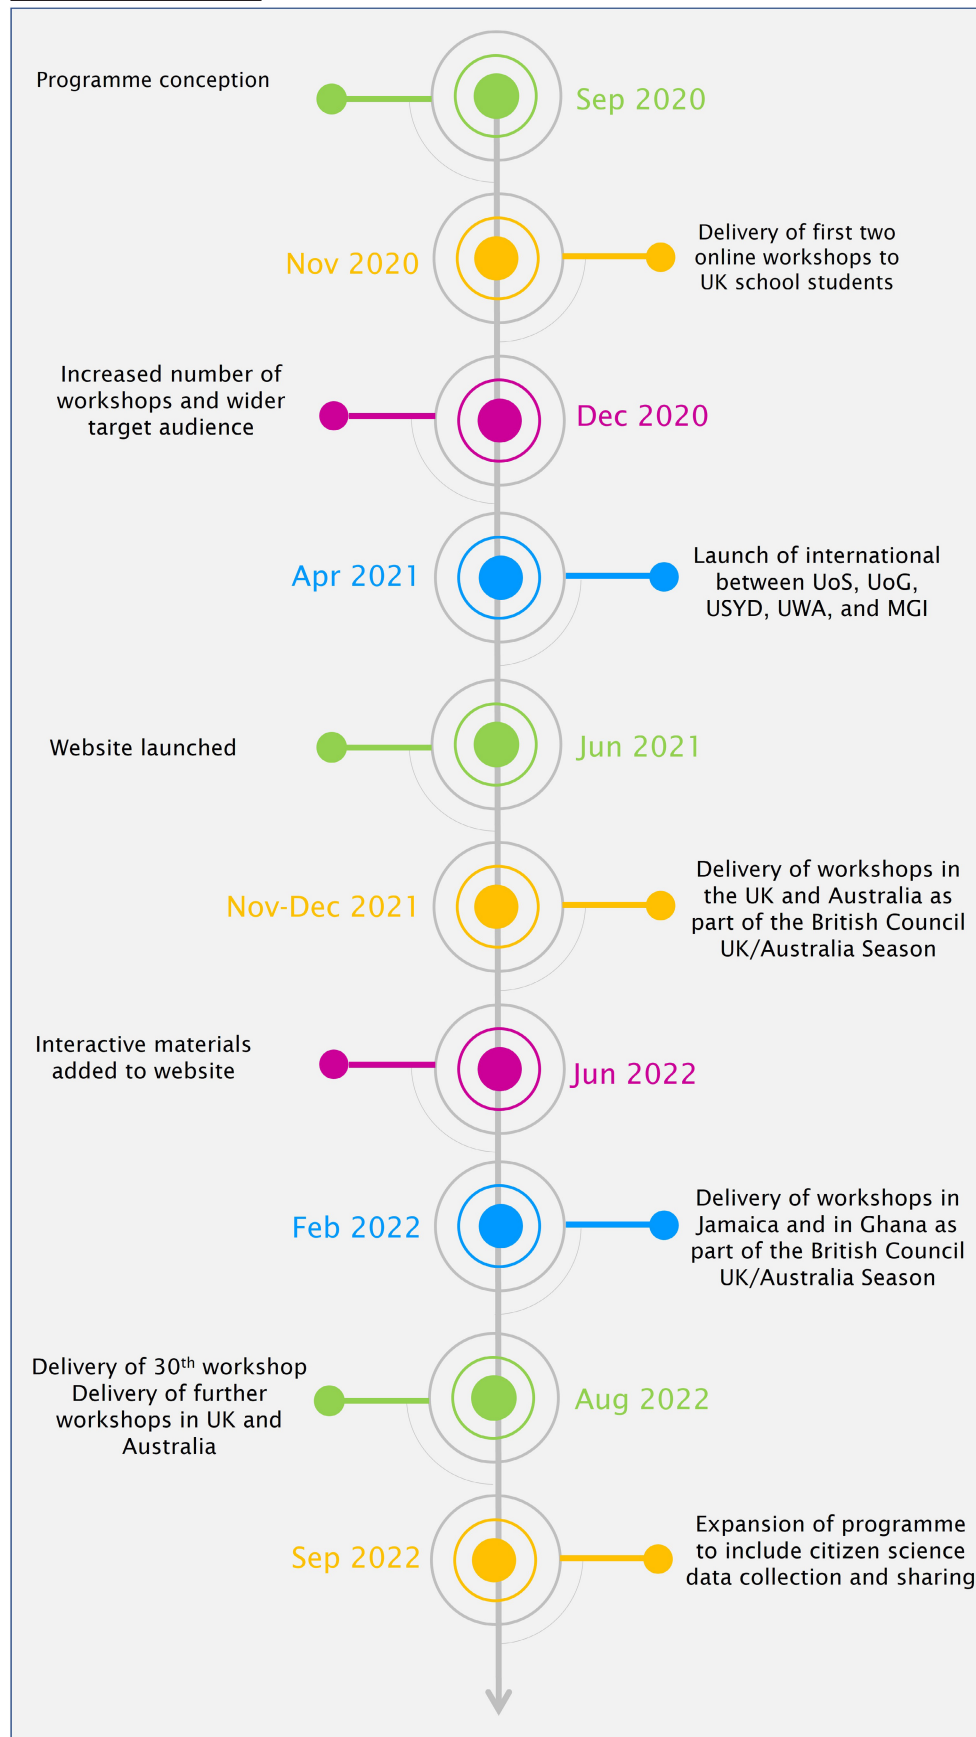 Programme conception
Sep 2020
Nov 2020
Delivery of first two
online workshops to
UK school students
Increased number of
workshops and wider
target audience
Dec 2020
Apr 2021
Launch of international
between UoS, UoG,
USYD, UWA, and MGI
Website launched
Jun 2021
Nov-Dec 2021
Delivery of workshops in
the UK and Australia as
part of the British Council
UK/Australia Season
Interactive materials
added to website
Jun 2022
Feb 2022
Delivery of workshops in
Jamaica and in Ghana as
part of the British Council
UK/Australia Season
Delivery of 30th workshop
Delivery of further
workshops in UK and
Australia
Aug 2022
Sep 2022
Expansion of programme
to include citizen science
data collection and sharing